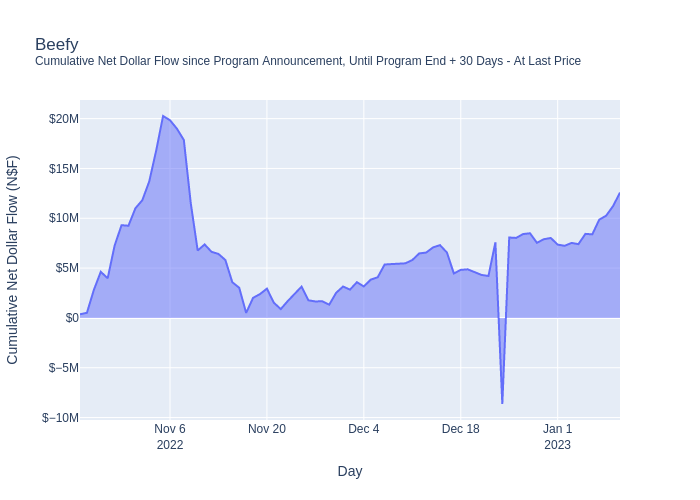 Beefy
Cumulative Net Dollar Flow since Program Announcement, Until Program End + 30 Days - At Last Price
Cumulative Net Dollar Flow (N$F)
$20M
$15M
$10M
$5M
$0
$−5M
$−10M
Nov 6
2022
Nov 20
Dec 4
Dec 18
Jan 1
2023
Day